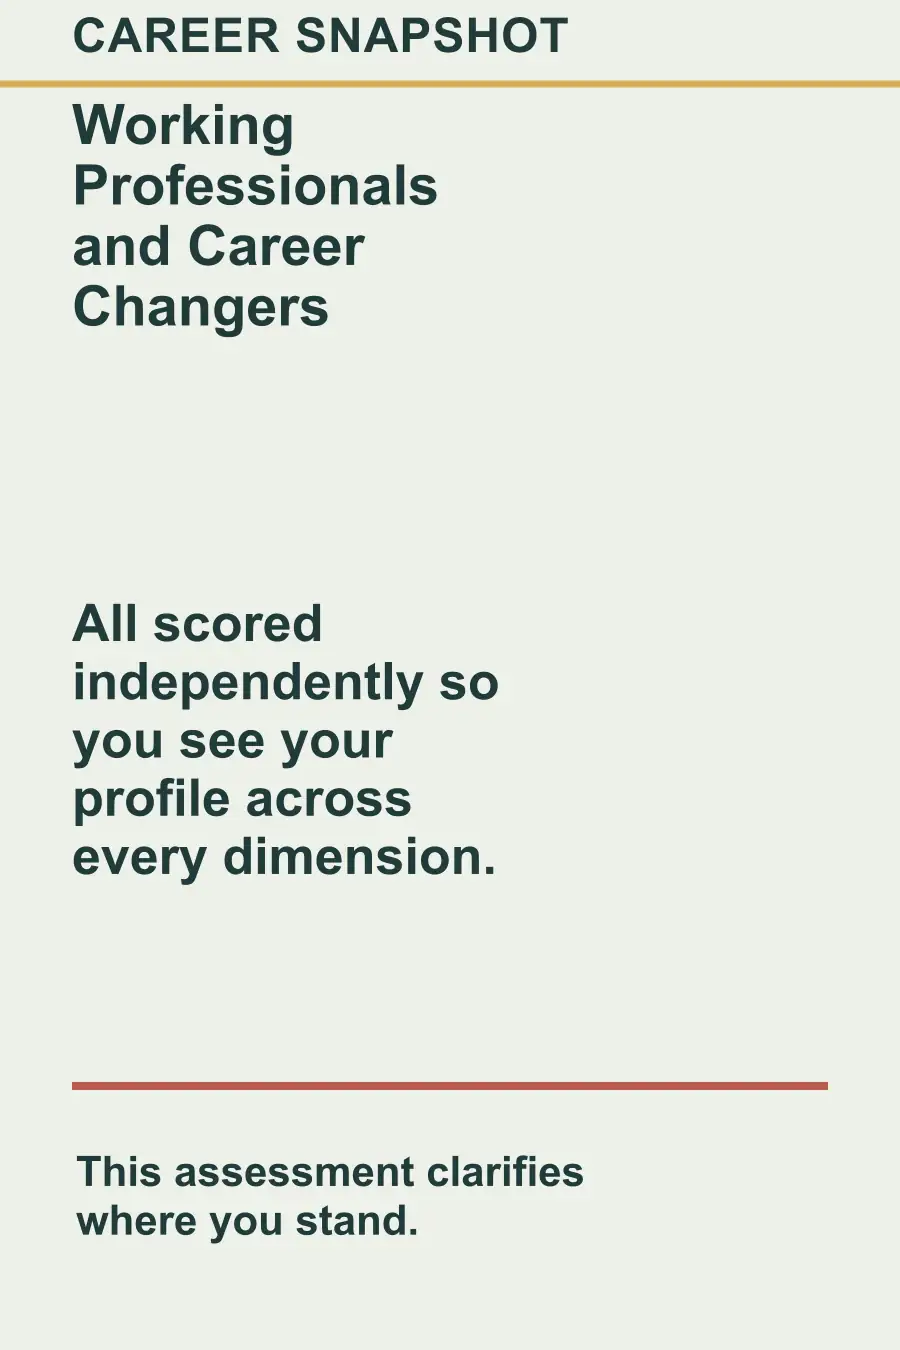 CAREER SNAPSHOT
Working
Professionals
and Career
Changers
All scored
independently so
you see your
profile across
every dimension.
This assessment clarifies
where you stand.